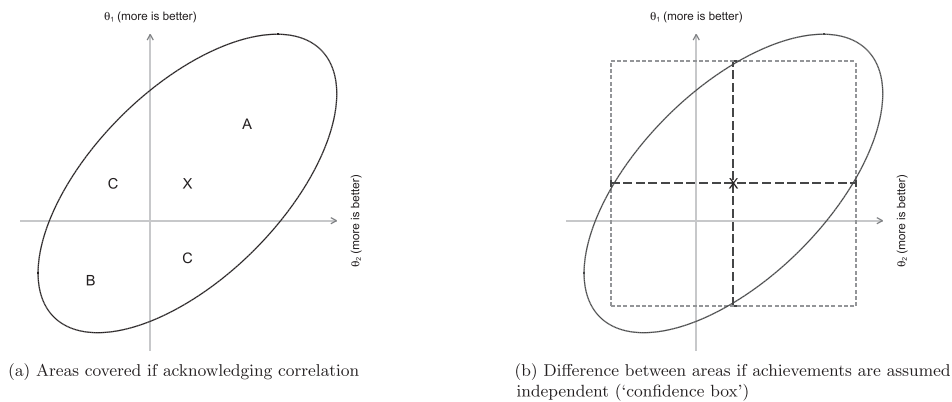 θ₁ (more is better)
A
C
X
θ₂ (more is better)
C
B
(a) Areas covered if acknowledging correlation
θ₁ (more is better)
X
θ₂ (more is better)
(b) Difference between areas if achievements are assumed
independent (‘confidence box’)